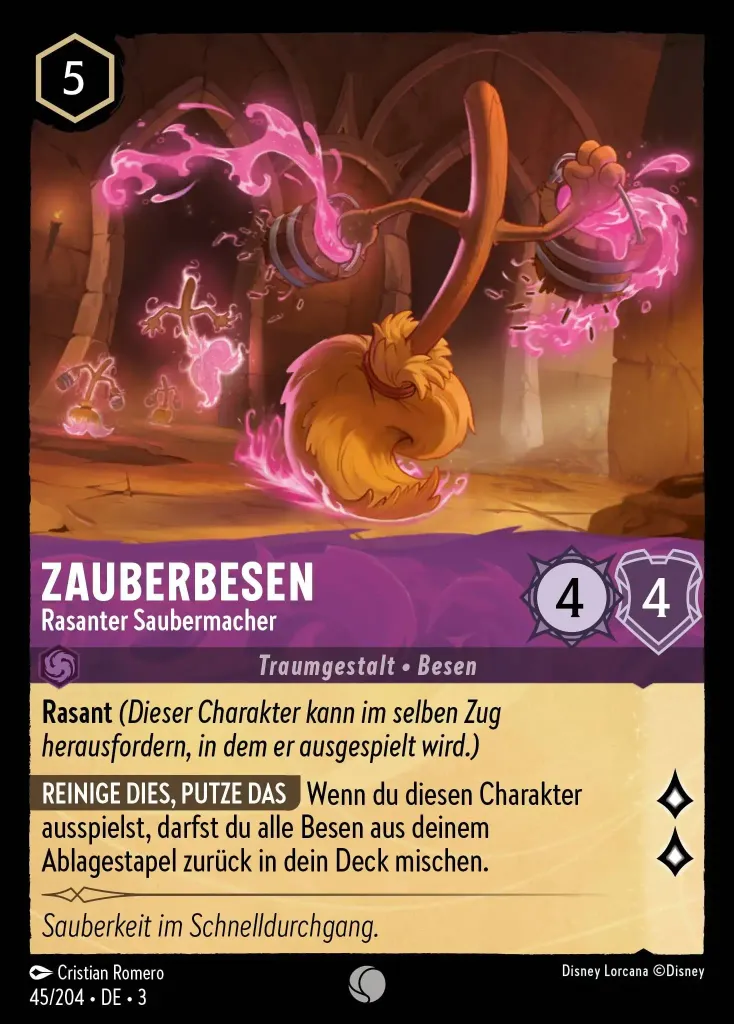 5
ZAUBERBESEN
Rasanter Saubermacher
4
4
Traumgestalt • Besen
Rasant (Dieser Charakter kann im selben Zug
herausfordern, in dem er ausgespielt wird.)
REINIGE DIES, PUTZE DAS Wenn du diesen Charakter
ausspielst, darfst du alle Besen aus deinem
Ablagestapel zurück in dein Deck mischen.
Sauberkeit im Schnelldurchgang.
Cristian Romero
Disney Lorcana ©Disney
45/204 • DE • 3